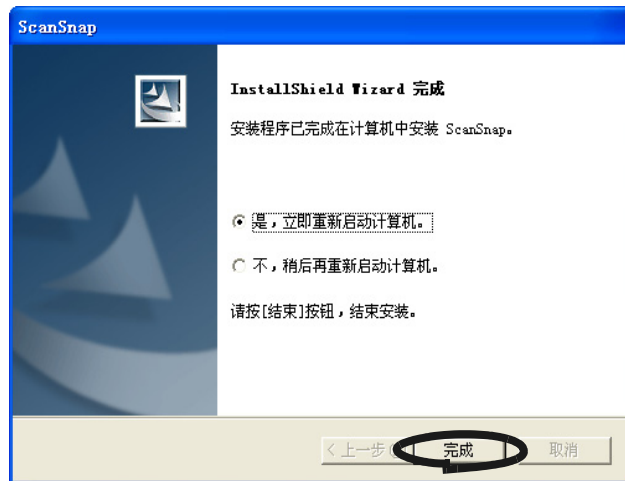 ScanSnap
InstallShield Wizard 完成
安装程序已完成在计算机中安装 ScanSnap。
是，立即重新启动计算机。
不，稍后再重新启动计算机。
请按[结束]按钮，结束安装。
< 上一步 完成 取消